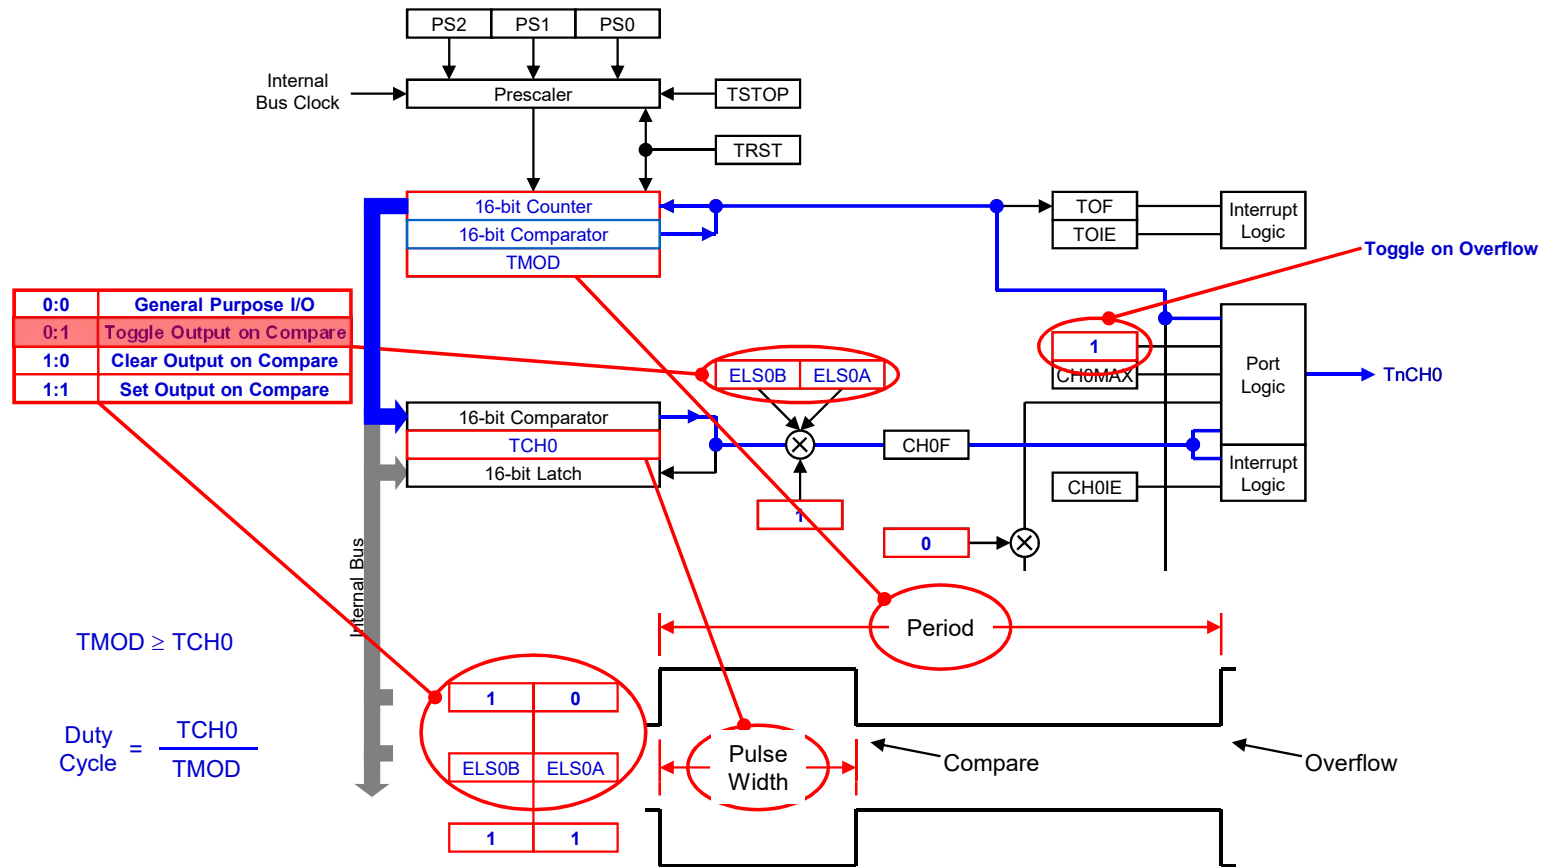 PS2 PS1 PS0
Internal
Bus Clock
Prescaler
TSTOP
TRST
16-bit Counter
16-bit Comparator
TMOD
TOF
TOIE
Interrupt
Logic
Toggle on Overflow
0:0 General Purpose I/O
0:1 Toggle Output on Compare
1:0 Clear Output on Compare
1:1 Set Output on Compare
ELS0B ELS0A
1
CH0MAX
Port
Logic
TnCH0
16-bit Comparator
TCH0
16-bit Latch
CH0F
Interrupt
Logic
CH0IE
1
0
Internal Bus
Period
TMOD ≥ TCH0
1 0
Duty
Cycle = TCH0
TMOD
ELS0B ELS0A
Pulse
Width
Compare
Overflow
1 1